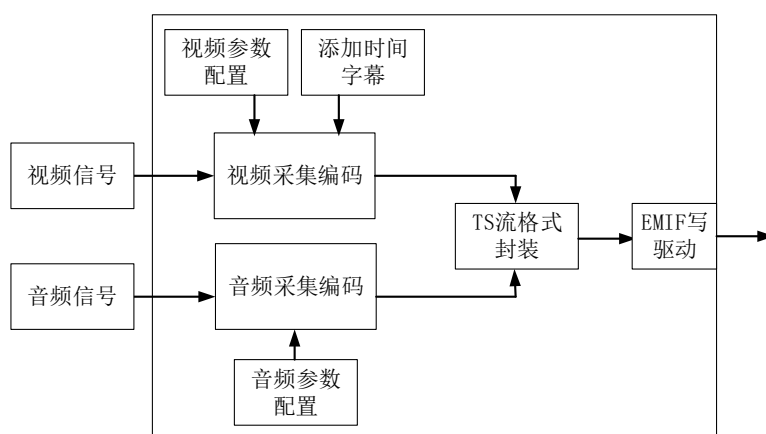 视频参数
配置
添加时间
字幕
视频信号
视频采集编码
TS流格式
封装
EMIF写
驱动
音频信号
音频采集编码
音频参数
配置